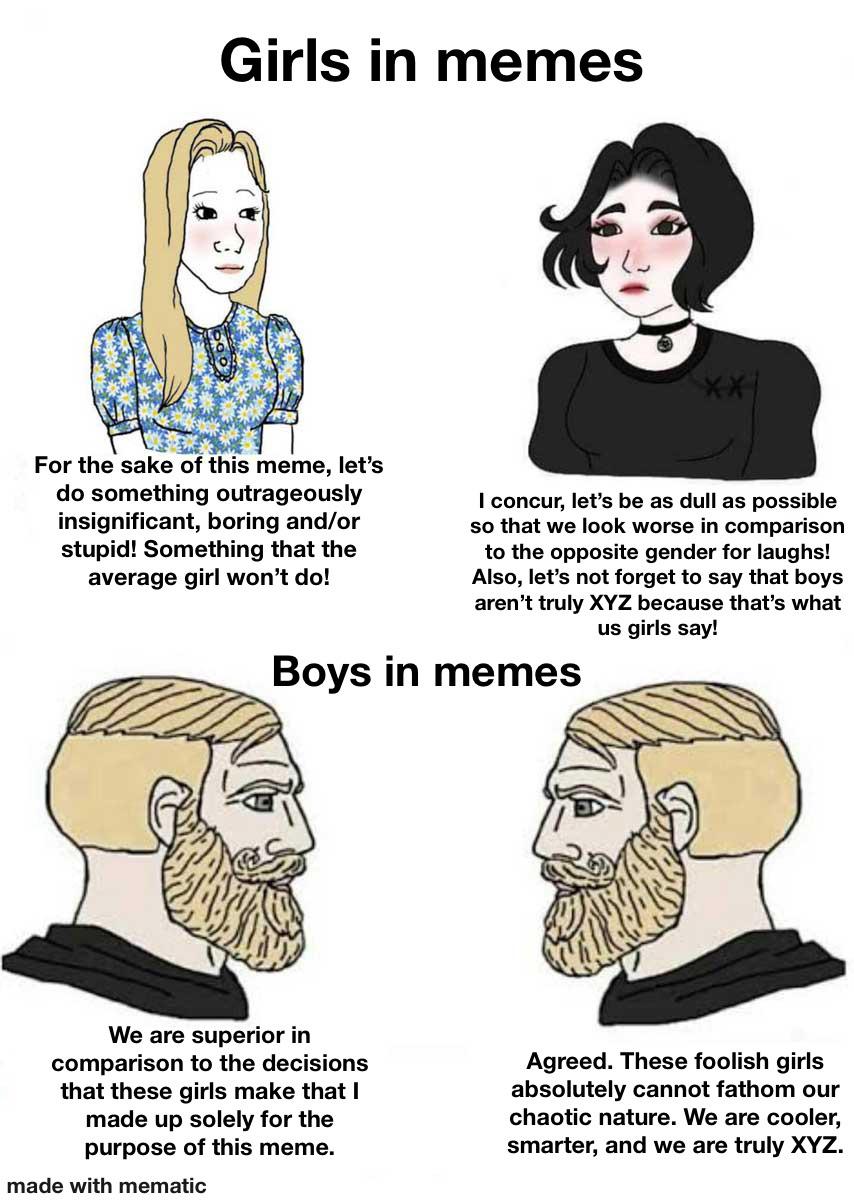 Girls in memes
For the sake of this meme, let's
do something outrageously
insignificant, boring and/or
stupid! Something that the
average girl won't do!
I concur, let's be as dull as possible
so that we look worse in comparison
to the opposite gender for laughs!
Also, let's not forget to say that boys
aren't truly XYZ because that's what
us girls say!
Boys in memes
We are superior in
comparison to the decisions
that these girls make that I
made up solely for the
purpose of this meme.
Agreed. These foolish girls
absolutely cannot fathom our
chaotic nature. We are cooler,
smarter, and we are truly XYZ.
made with mematic